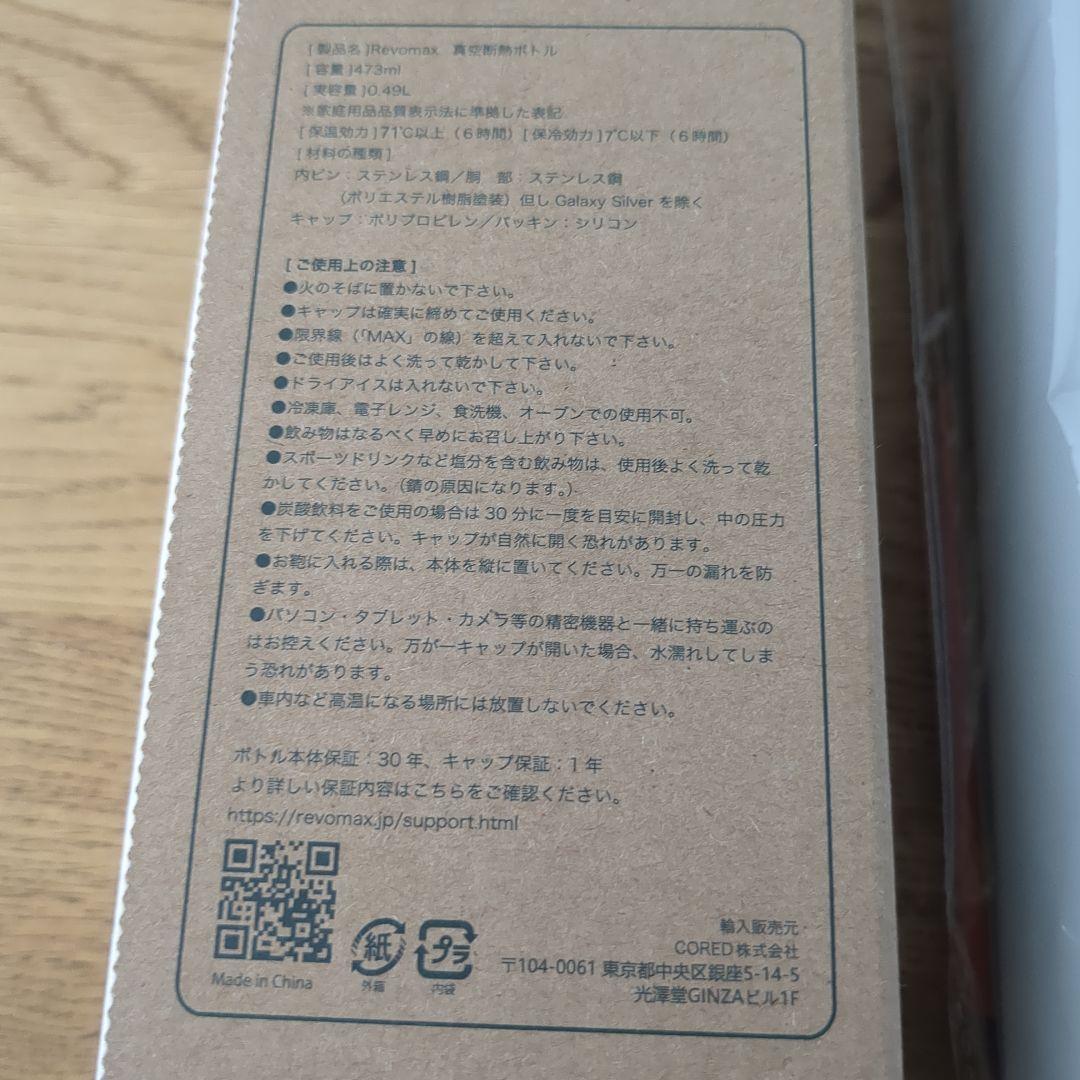 [製品名]Revomax 真空断熱ボトル
[容量]473ml
[実容量]0.49L
※家庭用品品質表示法に準拠した表記
[保温効力]71℃以上（6時間）[保冷効力]7℃以下（6時間）
[材料の種類]
内ビン：ステンレス鋼／胴 部：ステンレス鋼
（ポリエステル樹脂塗装）但し Galaxy Silver を除く
キャップ：ポリプロピレン／パッキン：シリコン
[ご使用上の注意]
●火のそばに置かないで下さい。
●キャップは確実に締めてご使用ください。
●限界線（「MAX」の線）を超えて入れないで下さい。
●ご使用後はよく洗って乾かして下さい。
●ドライアイスは入れないで下さい。
●冷凍庫、電子レンジ、食洗機、オーブンでの使用不可。
●飲み物はなるべく早めにお召し上がり下さい。
●スポーツドリンクなど塩分を含む飲み物は、使用後よく洗って乾
かしてください。（錆の原因になります。）
●炭酸飲料をご使用の場合は 30 分に一度を目安に開封し、中の圧力
を下げてください。キャップが自然に開く恐れがあります。
●お鞄に入れる際は、本体を縦に置いてください。万一の漏れを防
ぎます。
●パソコン・タブレット・カメラ等の精密機器と一緒に持ち運ぶの
はお控えください。万が一キャップが開いた場合、水濡れしてしま
う恐れがあります。
●車内など高温になる場所には放置しないでください。
ボトル本体保証：30 年、キャップ保証：1 年
より詳しい保証内容はこちらをご確認ください。
https://revomax.jp/support.html
Made in China
紙
外箱
プラ
内袋
輸入販売元
CORED 株式会社
〒104-0061 東京都中央区銀座5-14-5
光澤堂GINZAビル1F